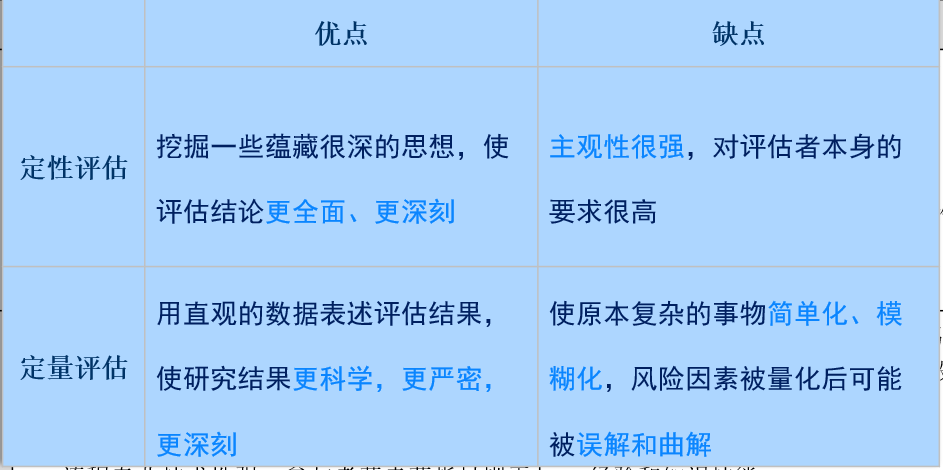 优点
缺点
定性评估
挖掘一些蕴藏很深的思想，使
评估结论更全面、更深刻
主观性很强，对评估者本身的
要求很高
定量评估
用直观的数据表述评估结果，
使研究结果更科学，更严密，
更深刻
使原本复杂的事物简单化、模
糊化，风险因素被量化后可能
被误解和曲解